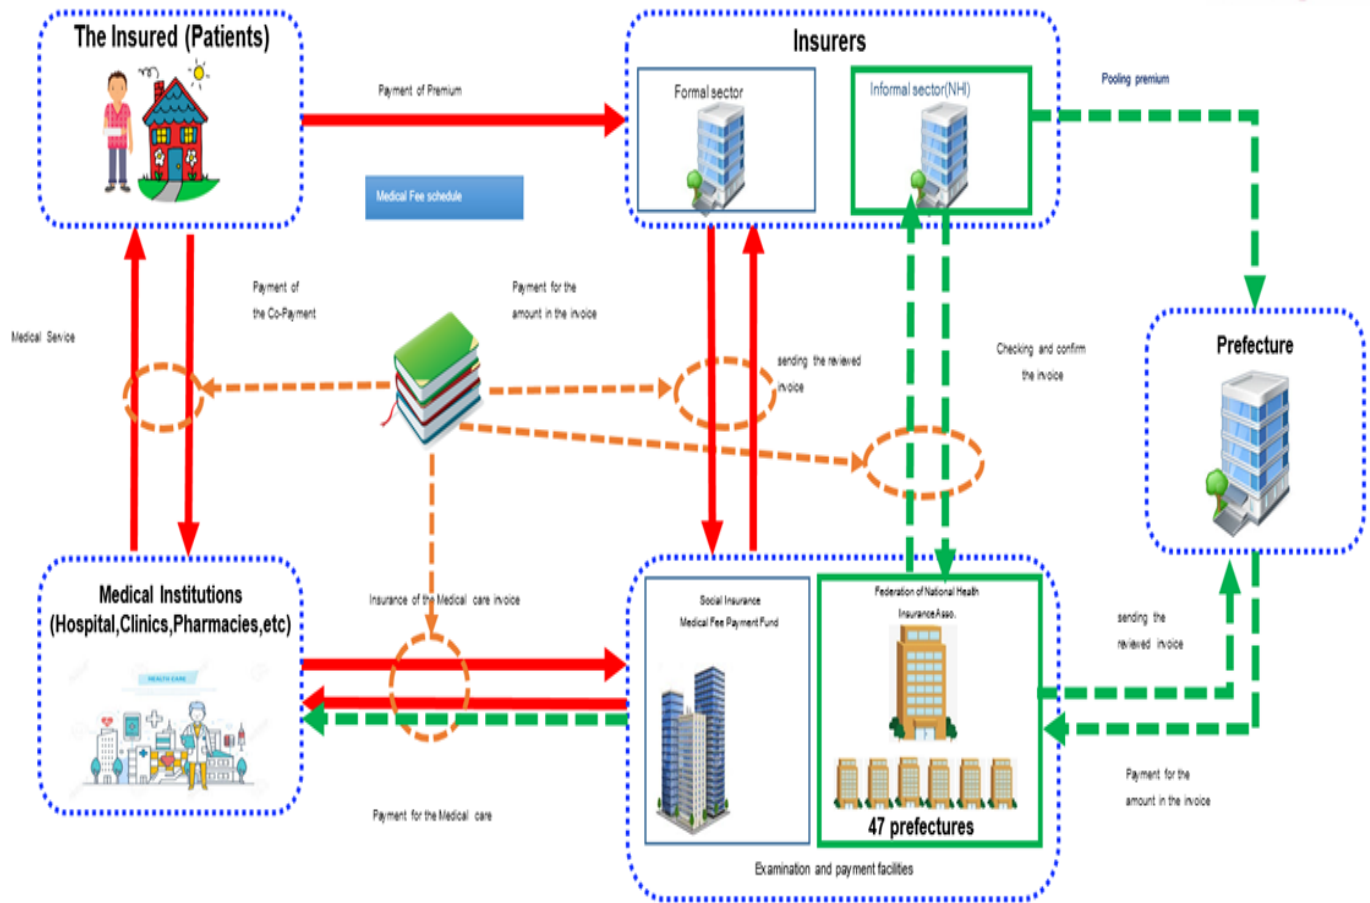 The Insured (Patients)
Insurers
Formal sector
Informal sector(NHI)
Pooling premium
Payment of Premium
Medical Fee schedule
Payment of
the Co-Payment
Payment for the
amount in the invoice
Medical Service
sending the reviewed
invoice
Checking and confirm
the invoice
Prefecture
Medical Institutions
(Hospital,Clinics,Pharmacies,etc)
HEALTH CARE
Insurance of the Medical care invoice
Social Insurance
Medical Fee Payment Fund
Federation of National Health
InsuranceAsso.
sending the
reviewed invoice
Payment for the
amount in the invoice
Payment for the Medical care
47 prefectures
Examination and payment facilities